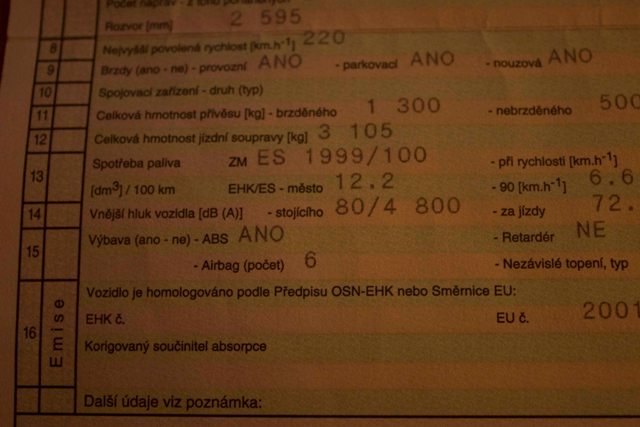 Počet náprav - z toho poháněných
Rozvor [mm] 2 595
8 Nejvyšší povolená rychlost [km.h-1] 220
9 Brzdy (ano - ne) - provozní ANO - parkovací ANO - nouzová ANO
10 Spojovací zařízení - druh (typ)
11 Celková hmotnost přívěsu [kg] - brzděného 1 300 - nebrzděného 500
12 Celková hmotnost jízdní soupravy [kg] 3 105
13 Spotřeba paliva ZM ES 1999/100 - při rychlosti [km.h-1]
[dm3] / 100 km EHK/ES - město 12.2 - 90 [km.h-1] 6.6
14 Vnější hluk vozidla [dB (A)] - stojícího 80/4 800 - za jízdy 72.
15 Výbava (ano - ne) - ABS ANO - Retardér NE
- Airbag (počet) 6 - Nezávislé topení, typ
16 Emise Vozidlo je homologováno podle Předpisu OSN-EHK nebo Směrnice EU:
EHK č. EU č. 2001
Korigovaný součinitel absorpce
Další údaje viz poznámka: